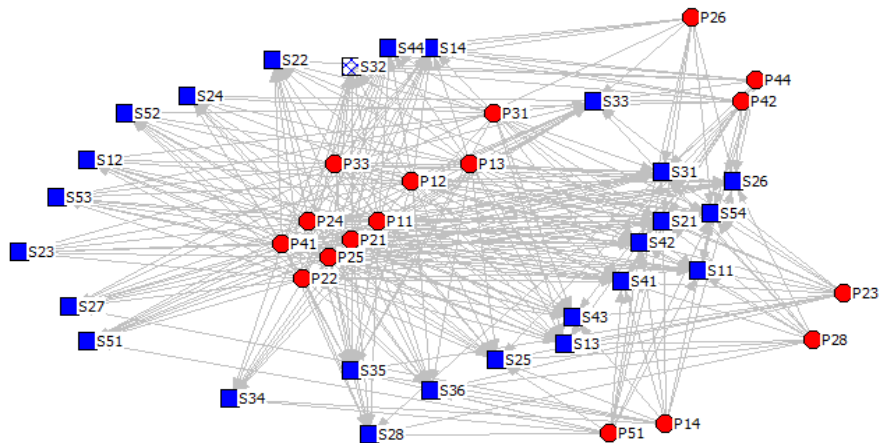 P26
S44
S14
S22
S32
P44
S24
S33
P42
S52
P31
S12
P33
P13
S31
P12
S26
S53
S54
P24
P11
S21
P41
P21
S42
S23
P25
S11
P22
S41
P23
S27
S43
P28
S51
S13
S25
S35
S36
S34
P14
S28
P51